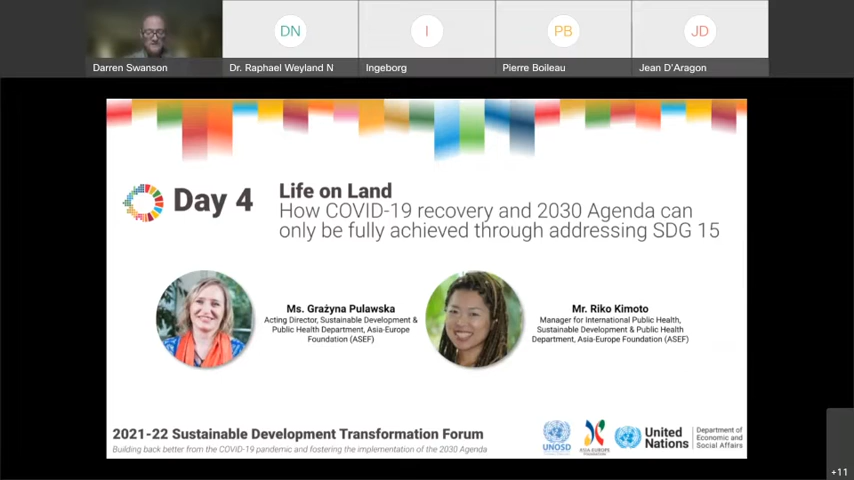 DN
I
PB
JD
Darren Swanson
Dr. Raphael Weyland N
Ingeborg
Pierre Boileau
Jean D'Aragon
Day 4
Life on Land
How COVID-19 recovery and 2030 Agenda can
only be fully achieved through addressing SDG 15
Ms. Grażyna Pulawska
Acting Director, Sustainable Development &
Public Health Department, Asia-Europe
Foundation (ASEF)
Mr. Riko Kimoto
Manager for International Public Health,
Sustainable Development & Public Health
Department, Asia-Europe Foundation (ASEF)
2021-22 Sustainable Development Transformation Forum
Building back better from the COVID-19 pandemic and fostering the implementation of the 2030 Agenda
UNOSD
ASIA-EUROPE
FOUNDATION
United
Nations
Department of
Economic and
Social Affairs
+11